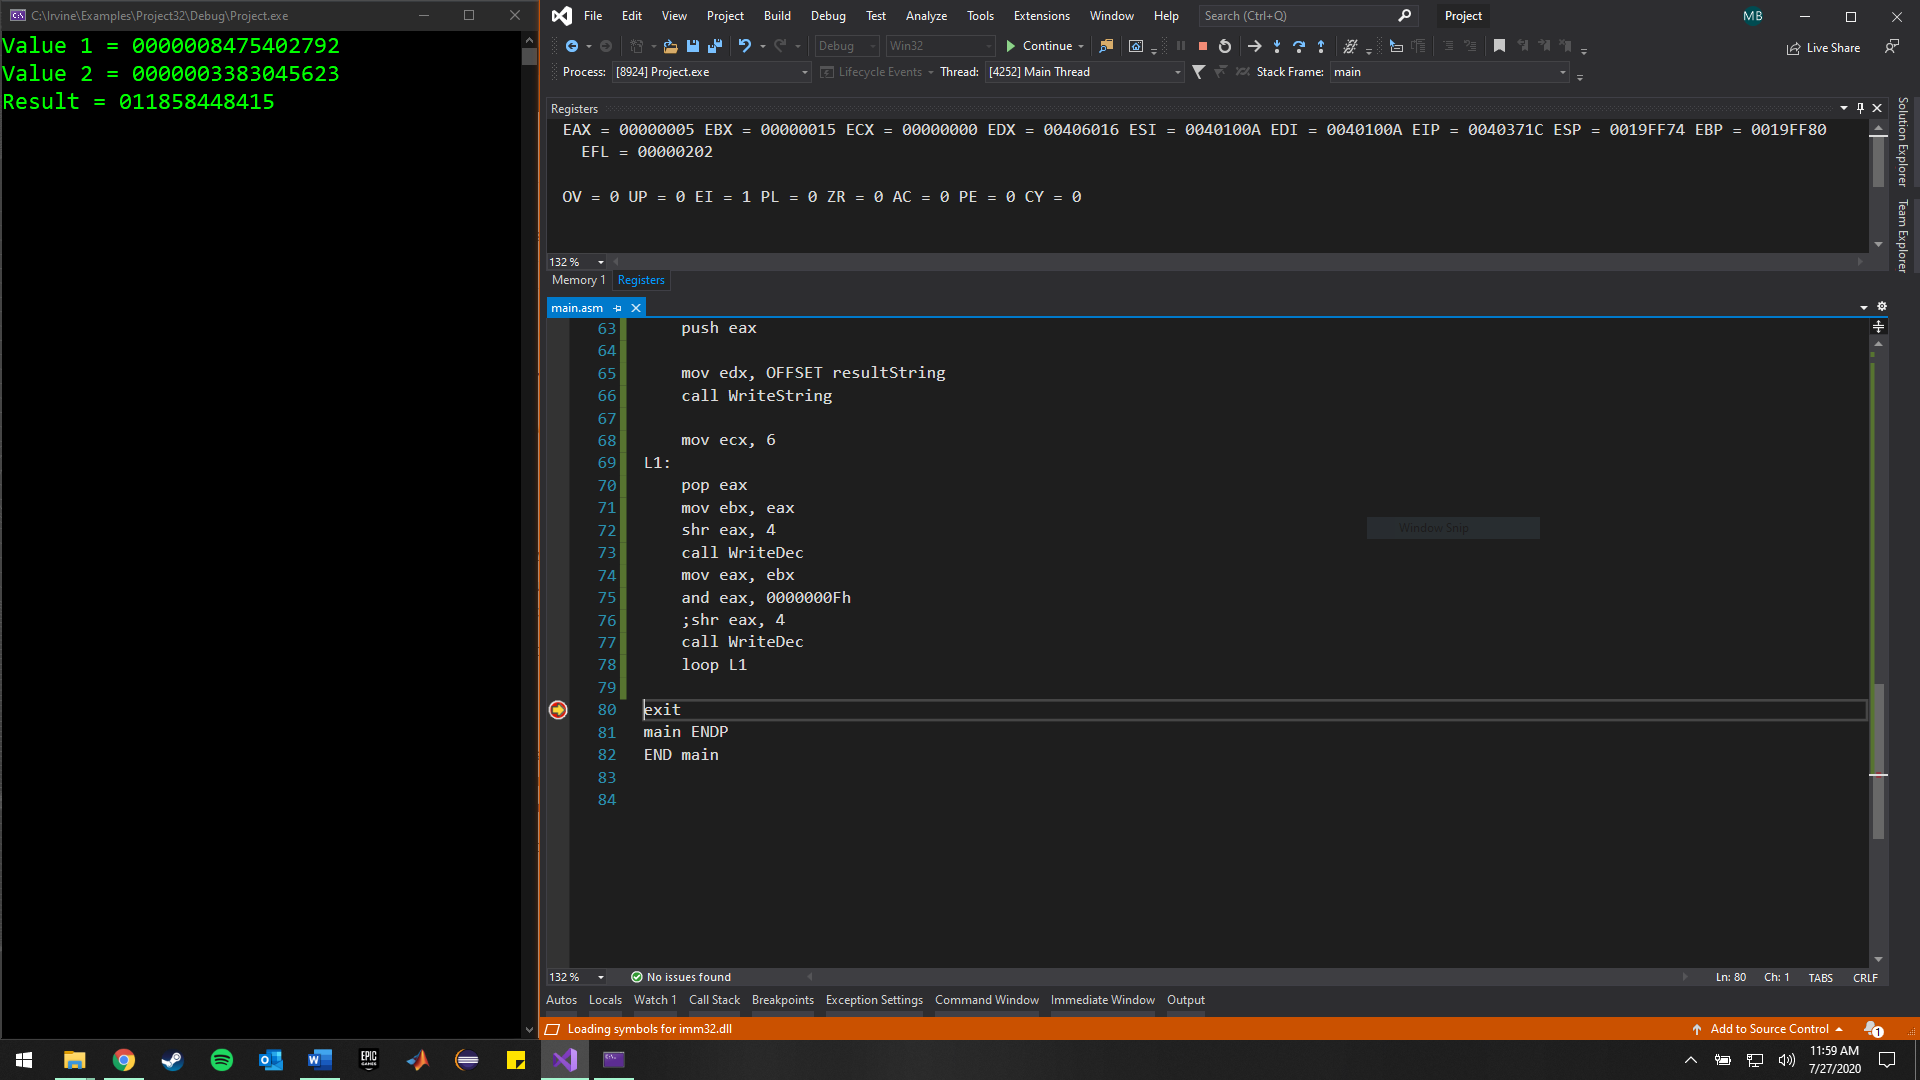 C:\Irvine\Examples\Project32\Debug\Project.exe
Value 1 = 0000008475402792
Value 2 = 0000003383045623
Result = 011858448415
File Edit View Project Build Debug Test Analyze Tools Extensions Window Help Search (Ctrl+Q) Project MB
Debug Win32 Continue Live Share
Process: [8924] Project.exe Lifecycle Events Thread: [4252] Main Thread Stack Frame: main
Registers
EAX = 00000005 EBX = 00000015 ECX = 00000000 EDX = 00406016 ESI = 0040100A EDI = 0040100A EIP = 0040371C ESP = 0019FF74 EBP = 0019FF80
EFL = 00000202
OV = 0 UP = 0 EI = 1 PL = 0 ZR = 0 AC = 0 PE = 0 CY = 0
132 %
Memory 1 Registers
Solution Explorer
Team Explorer
main.asm
63 push eax
64
65 mov edx, OFFSET resultString
66 call WriteString
67
68 mov ecx, 6
69 L1:
70 pop eax
71 mov ebx, eax
72 shr eax, 4
73 call WriteDec
74 mov eax, ebx
75 and eax, 0000000Fh
76 ;shr eax, 4
77 call WriteDec
78 loop L1
79
80 exit
81 main ENDP
82 END main
83
84
Window Snip
132 % No issues found Ln: 80 Ch: 1 TABS CRLF
Autos Locals Watch 1 Call Stack Breakpoints Exception Settings Command Window Immediate Window Output
Loading symbols for imm32.dll Add to Source Control 1
EPIC GAMES
11:59 AM
7/27/2020